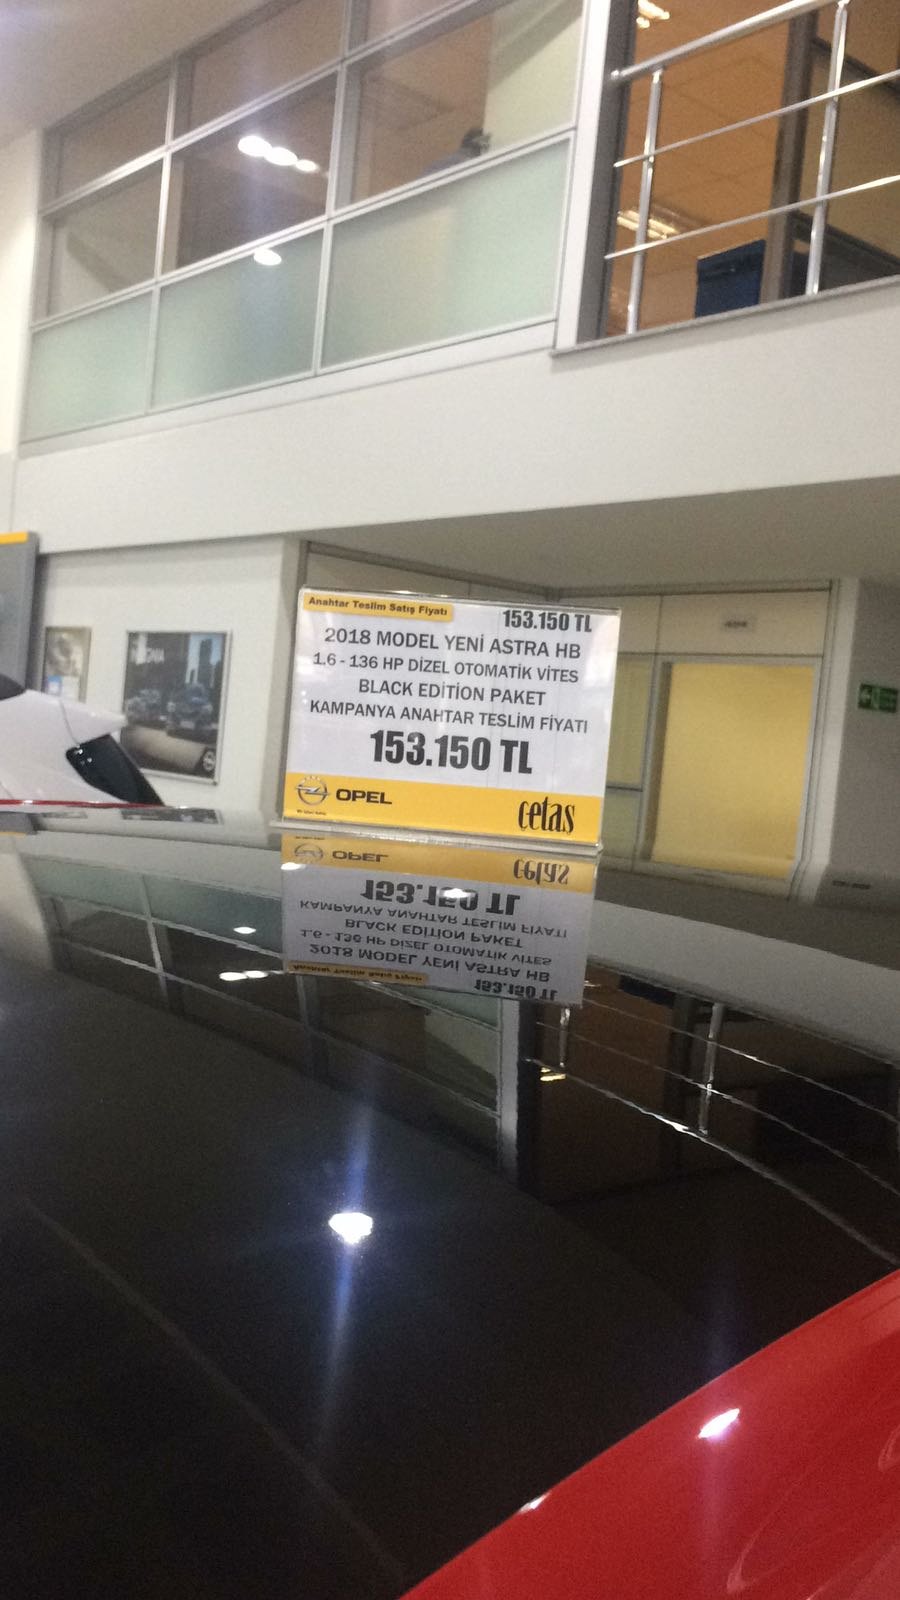 Anahtar Teslim Satış Fiyatı
153.150 TL
2018 MODEL YENİ ASTRA HB
1.6 - 136 HP DİZEL OTOMATİK VİTES
BLACK EDİTİON PAKET
KAMPANYA ANAHTAR TESLİM FİYATI
153.150 TL
OPEL
çetaş